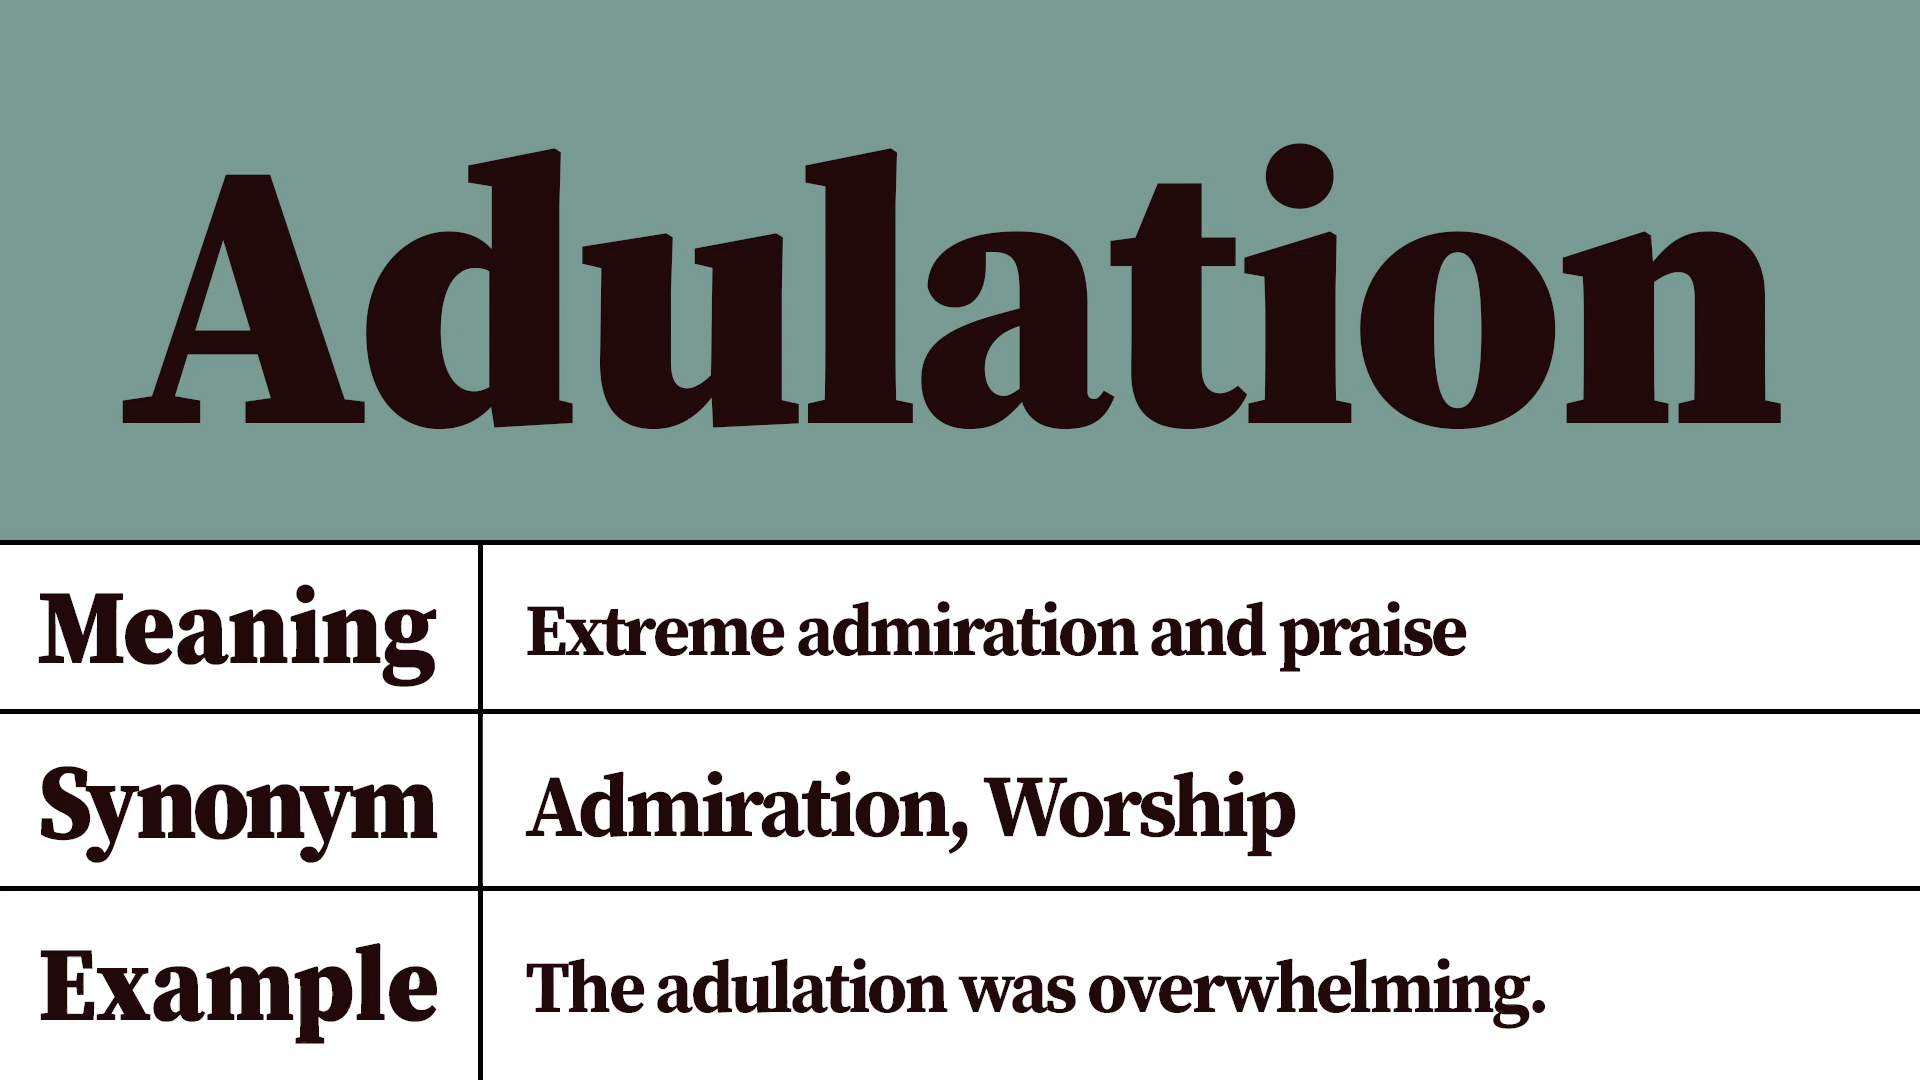 Adulation
Meaning
Extreme admiration and praise
Synonym
Admiration, Worship
Example
The adulation was overwhelming.